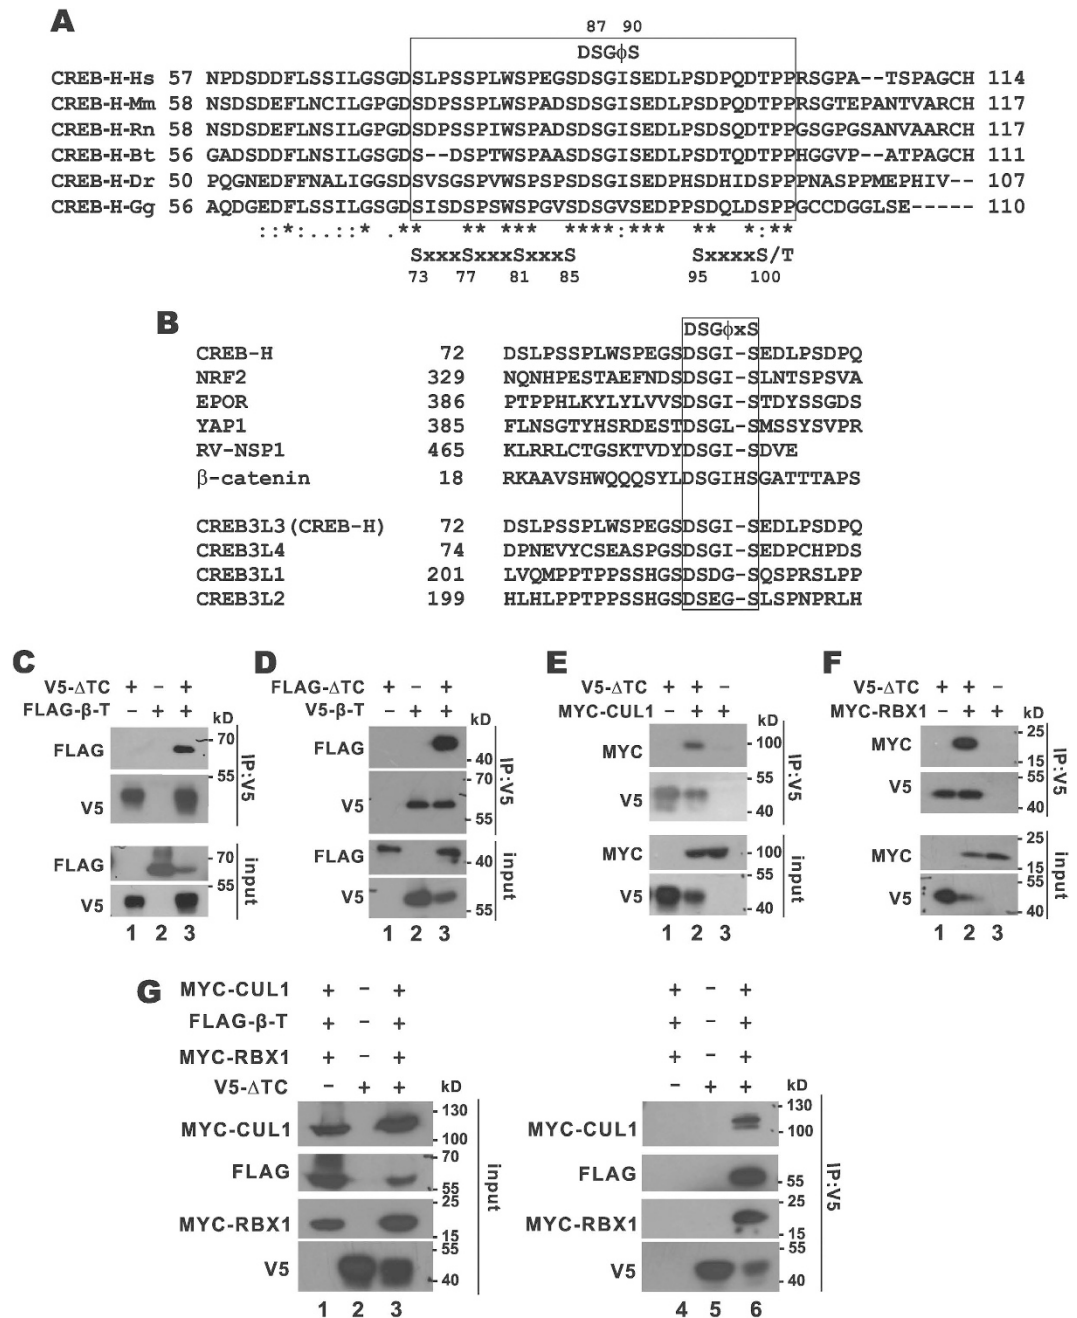 A
87 90
DSGϕS
CREB-H-Hs 57 NPDSDDFLSSILGSGDSLPSSPLWSPEGSDSGISEDLPSDPQDTPPRSGPA--TSPAGCH 114
CREB-H-Mm 58 NSDSDEFLNCILGPGDSDPSSPLWSPADSDSGISEDLPSDPQDTPPRSGTEPANTVARCH 117
CREB-H-Rn 58 NSDSDEFLNSILGPGDSDPSSPIWSPADSDSGISEDLPSDSQDTPPGSGPGSANVAARCH 117
CREB-H-Bt 56 GADSDDFLNSILGSGDS--DSPTWSPAASDSGISEDLPSDTQDTPPHGGVP--ATPAGCH 111
CREB-H-Dr 50 PQGNEDFFNALIGGSDSVSGSPVWSPSPSDSGISEDPHSDHIDSPPPNASPPMEPHIV-- 107
CREB-H-Gg 56 AQDGEDFLSSILGSGDSISDSPSWSPGVSDSGVSEDPPSDQLDSPPGCCDGGLSE----- 110
::*:..::* .** ** *** ****:*** ** *:**
SxxxSxxxSxxxS SxxxxS/T
73 77 81 85 95 100
B
DSGϕxS
CREB-H 72 DSLPSSPLWSPEGSDSGI-SEDLPSDPQ
NRF2 329 NQNHPESTAEFNDSDSGI-SLNTSPSVA
EPOR 386 PTPPHLKYLYLVVSDSGI-STDYSSGDS
YAP1 385 FLNSGTYHSRDESTDSGL-SMSSYSVPR
RV-NSP1 465 KLRRLCTGSKTVDYDSGI-SDVE
β-catenin 18 RKAAVSHWQQQSYLDSGIHSGATTTAPS
CREB3L3(CREB-H) 72 DSLPSSPLWSPEGSDSGI-SEDLPSDPQ
CREB3L4 74 DPNEVYCSEASPGSDSGI-SEDPCHPDS
CREB3L1 201 LVQMPPTPPSSHGSDSDG-SQSPRSLPP
CREB3L2 199 HLHLPPTPPSSHGSDSEG-SLSPNPRLH
C
V5-ΔTC + - +
FLAG-β-T - + +
kD
FLAG 70
55
V5
IP:V5
FLAG 70
55
V5
input
1 2 3
D
FLAG-ΔTC + - +
V5-β-T - + +
kD
FLAG 40
70
V5 55
IP:V5
FLAG 40
V5 55
input
1 2 3
E
V5-ΔTC + + -
MYC-CUL1 - + +
kD
MYC 100
55
V5 40
IP:V5
MYC 100
55
V5 40
input
1 2 3
F
V5-ΔTC + + -
MYC-RBX1 - + +
kD
MYC 25
15
55
V5 40
IP:V5
25
MYC 15
55
V5 40
input
1 2 3
G
MYC-CUL1 + - +
FLAG-β-T + - +
MYC-RBX1 + - +
V5-ΔTC - + + kD
MYC-CUL1 130
100
FLAG 70
55
MYC-RBX1 25
15
V5 55
40
input
1 2 3
+ - +
+ - +
+ - +
- + + kD
MYC-CUL1 130
100
FLAG 55
MYC-RBX1 25
15
V5 55
40
IP:V5
4 5 6